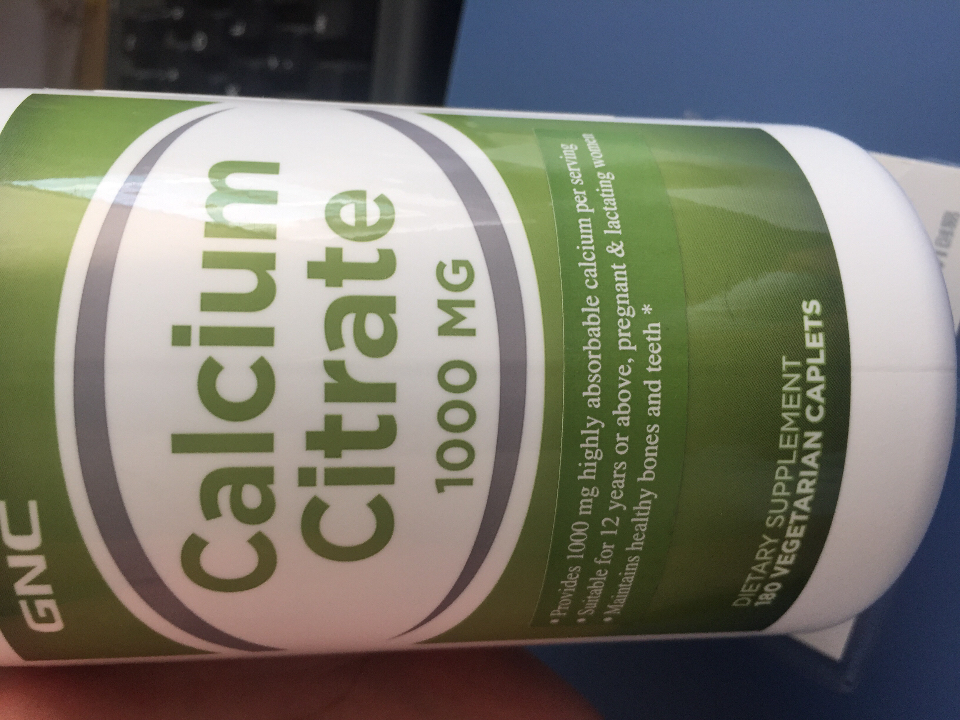 GNC
Calcium
Citrate
1000 MG
* Provides 1000 mg highly absorbable calcium per serving
* Suitable for 12 years or above, pregnant & lactating women
* Maintains healthy bones and teeth *
DIETARY SUPPLEMENT
180 VEGETARIAN CAPLETS